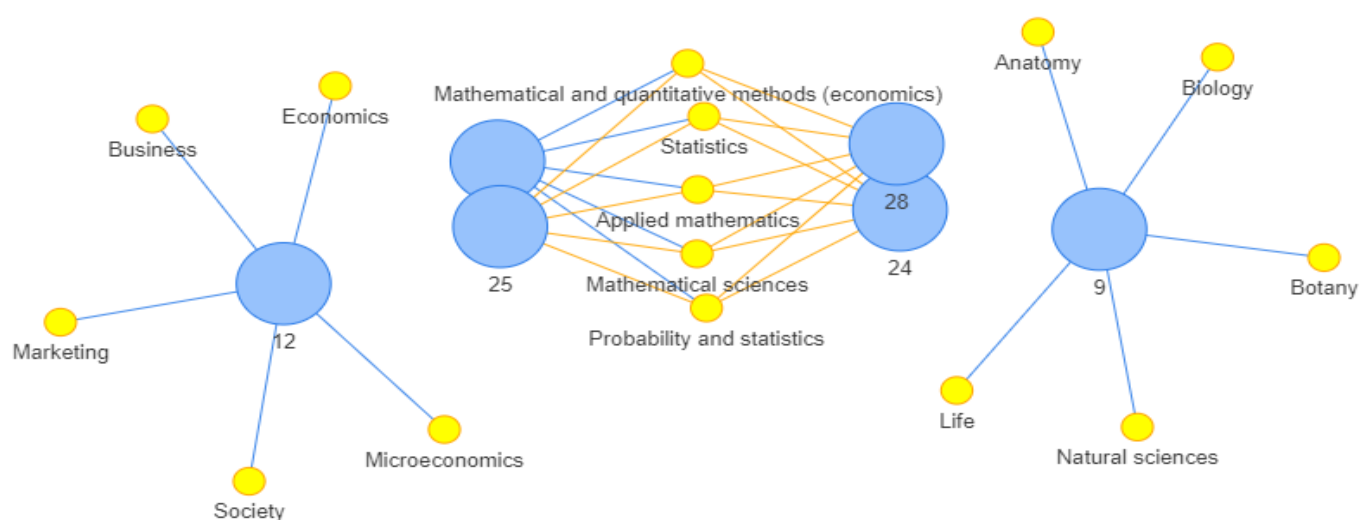 Anatomy
Biology
Mathematical and quantitative methods (economics)
Economics
Business
Statistics
28
Applied mathematics
24
25
Mathematical sciences
9
Botany
12
Probability and statistics
Marketing
Life
Natural sciences
Microeconomics
Society